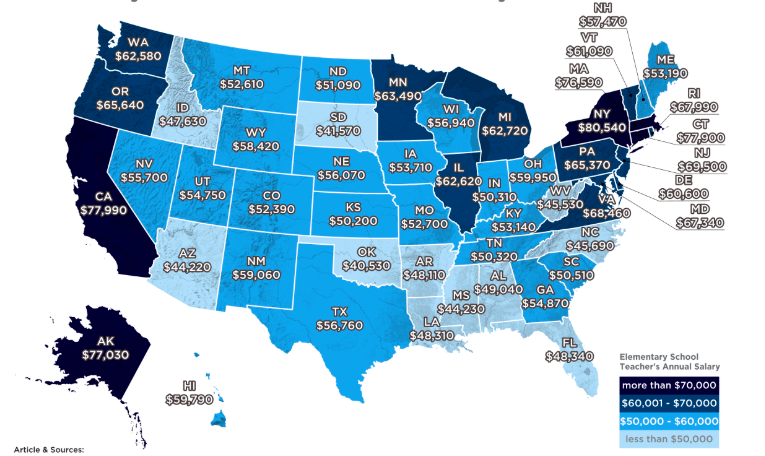 NH
$57,470
VT
$61,090
MA
$78,590
WA
$62,580
MT
$52,610
ND
$51,090
MN
$63,490
ME
$53,190
OR
$65,640
ID
$47,630
SD
$41,570
WI
$56,940
MI
$62,720
NY
$80,540
RI
$67,990
CT
$77,900
WY
$58,420
NV
$55,700
UT
$54,750
NE
$56,070
IA
$53,710
IL
$62,620
IN
$50,310
OH
$59,950
PA
$65,370
NJ
$69,500
DE
$60,600
MD
$67,340
CA
$77,990
CO
$52,390
KS
$50,200
MO
$52,700
KY
$53,140
WV
$45,530
VA
$68,460
AZ
$44,220
NM
$59,060
OK
$40,530
AR
$48,110
TN
$50,320
NC
$45,690
SC
$50,510
TX
$56,760
LA
$48,310
MS
$44,230
AL
$49,040
GA
$54,870
FL
$48,340
AK
$77,030
HI
$59,790
Elementary School
Teacher's Annual Salary
more than $70,000
$60,001 - $70,000
$50,000 - $60,000
less than $50,000
Article & Sources: